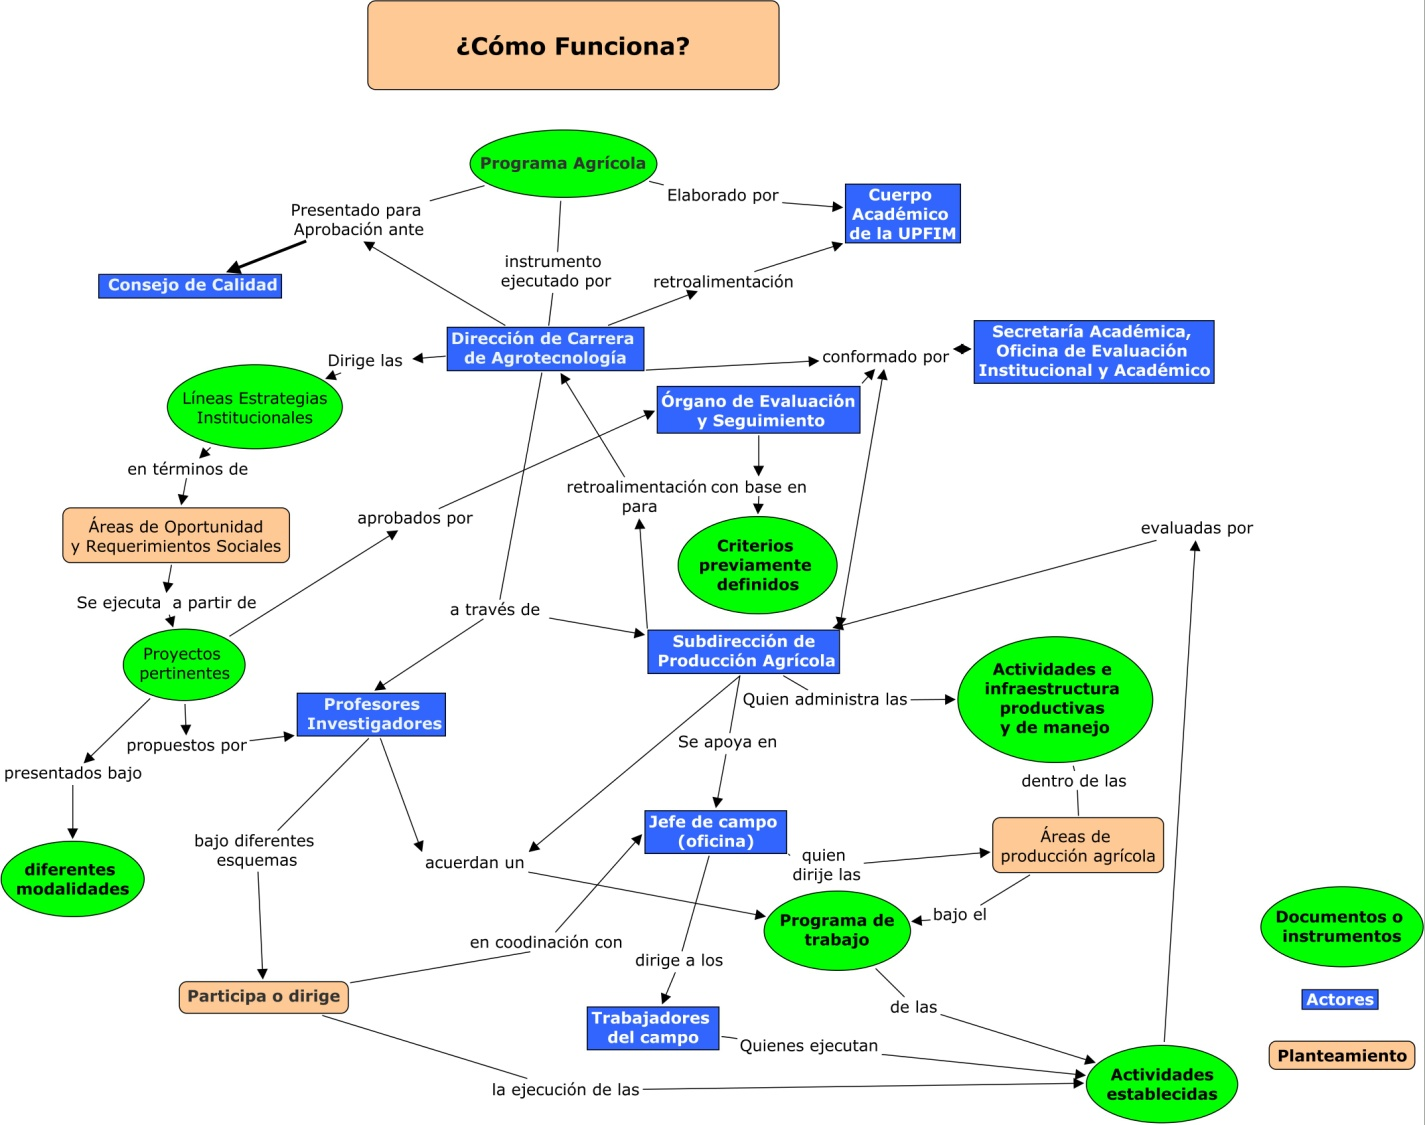 ¿Cómo Funciona?
Programa Agrícola
Elaborado por
Cuerpo
Académico
de la UPFIM
Presentado para
Aprobación ante
instrumento
ejecutado por
retroalimentación
Consejo de Calidad
Dirección de Carrera
de Agrotecnología
Dirige las
conformado por
Secretaría Académica,
Oficina de Evaluación
Institucional y Académico
Líneas Estrategias
Institucionales
Órgano de Evaluación
y Seguimiento
en términos de
retroalimentación
para
con base en
aprobados por
Áreas de Oportunidad
y Requerimientos Sociales
Criterios
previamente
definidos
evaluadas por
Se ejecuta a partir de
a través de
Proyectos
pertinentes
Subdirección de
Producción Agrícola
Actividades e
infraestructura
productivas
y de manejo
Quien administra las
Profesores
Investigadores
propuestos por
Se apoya en
presentados bajo
dentro de las
Jefe de campo
(oficina)
Áreas de
producción agrícola
bajo diferentes
esquemas
acuerdan un
quien
dirije las
diferentes
modalidades
Programa de
trabajo
bajo el
Documentos o
instrumentos
en coodinación con
dirige a los
Participa o dirige
de las
Actores
Trabajadores
del campo
Quienes ejecutan
Planteamiento
la ejecución de las
Actividades
establecidas